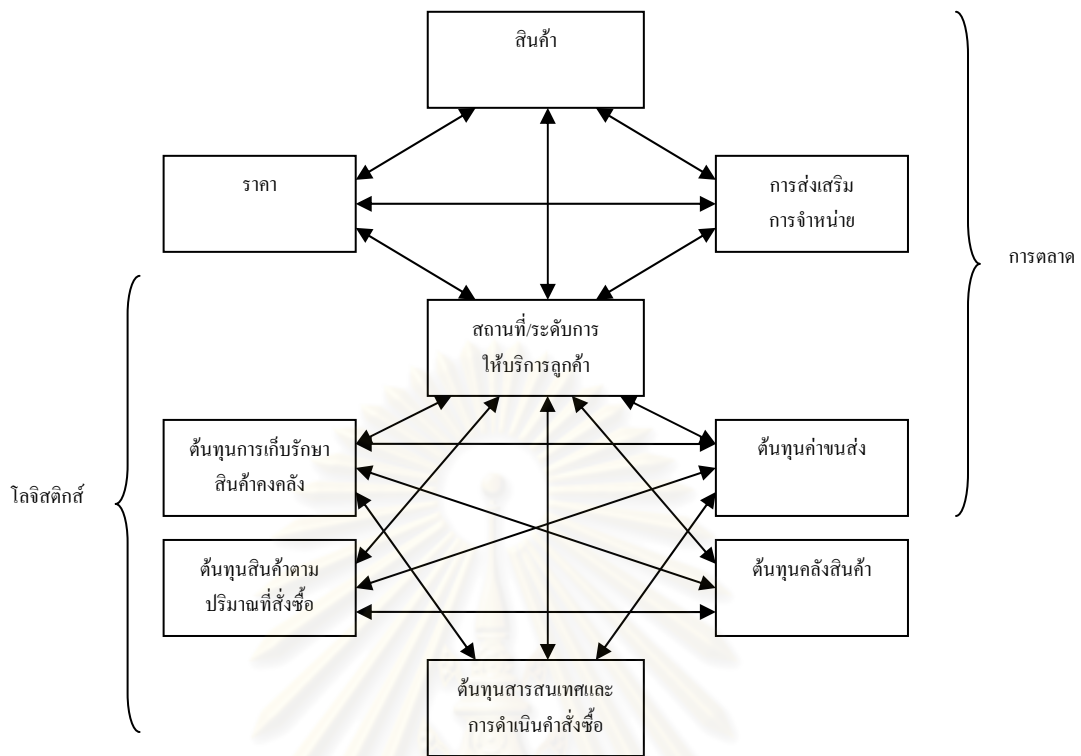 สินค้า
ราคา
การส่งเสริม
การจำหน่าย
การตลาด
สถานที่/ระดับการ
ให้บริการลูกค้า
ต้นทุนการเก็บรักษา
สินค้าคงคลัง
ต้นทุนค่าขนส่ง
โลจิสติกส์
ต้นทุนสินค้าตาม
ปริมาณที่สั่งซื้อ
ต้นทุนคลังสินค้า
ต้นทุนสารสนเทศและ
การดำเนินคำสั่งซื้อ